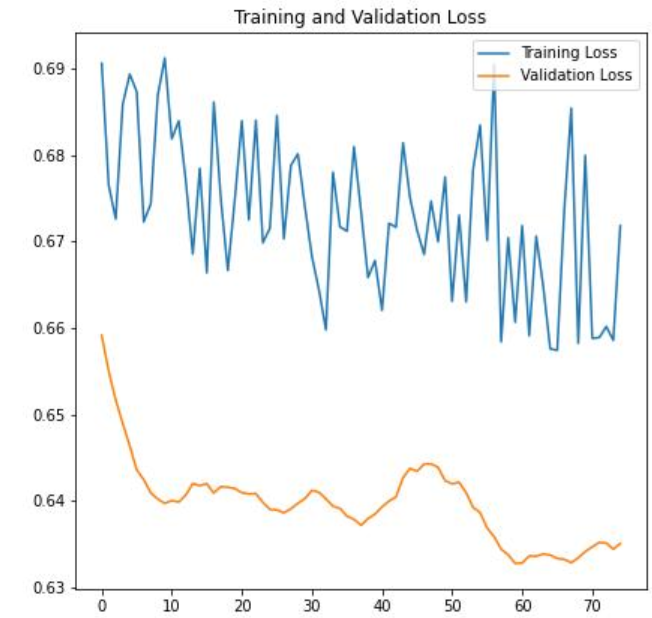 Training and Validation Loss
Training Loss
Validation Loss
0.69
0.68
0.67
0.66
0.65
0.64
0.63
0 10 20 30 40 50 60 70